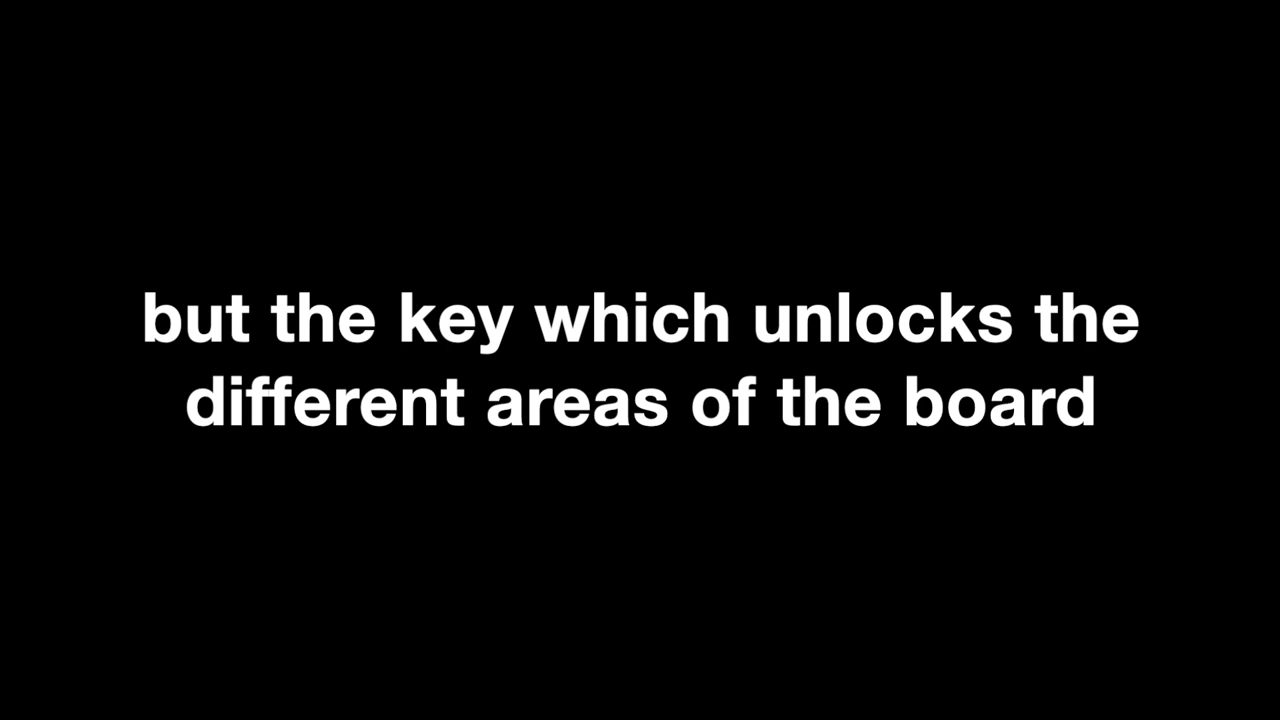 but the key which unlocks the
different areas of the board